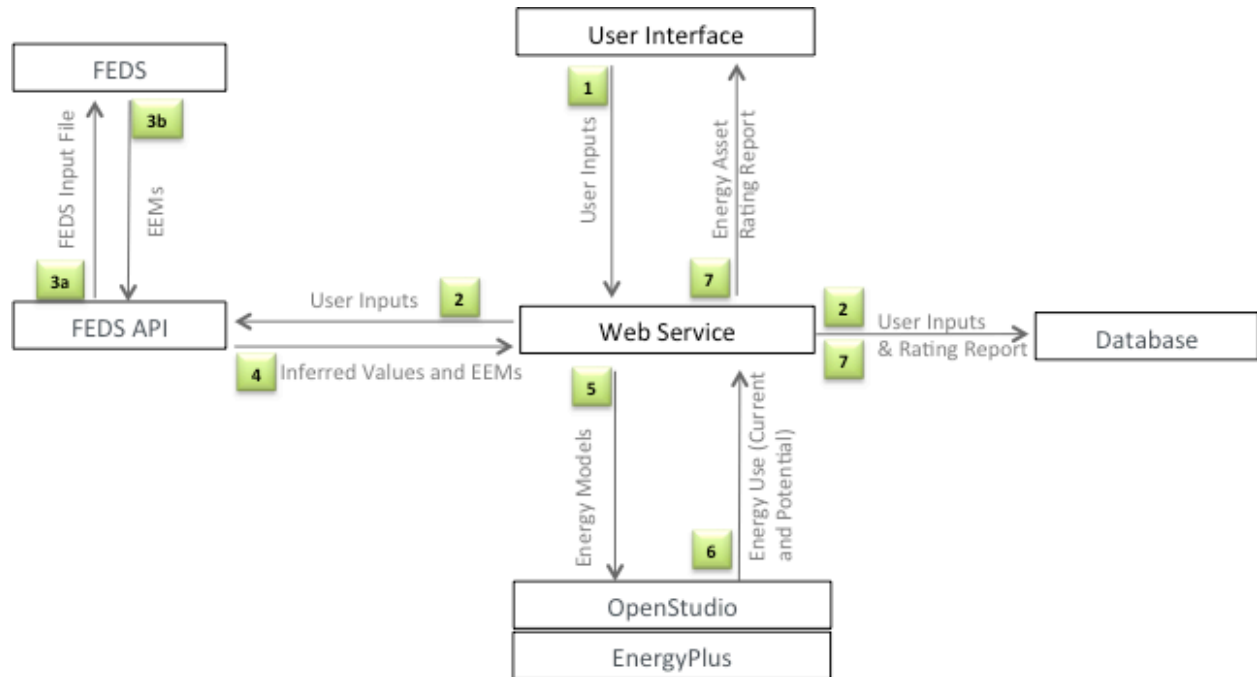 User Interface
FEDS
1
3b
FEDS Input File
EEMs
User Inputs
Energy Asset
Rating Report
3a
7
User Inputs
2
2
FEDS API
Web Service
User Inputs
& Rating Report
Database
4
Inferred Values and EEMs
7
5
Energy Models
Energy Use (Current
and Potential)
6
OpenStudio
EnergyPlus